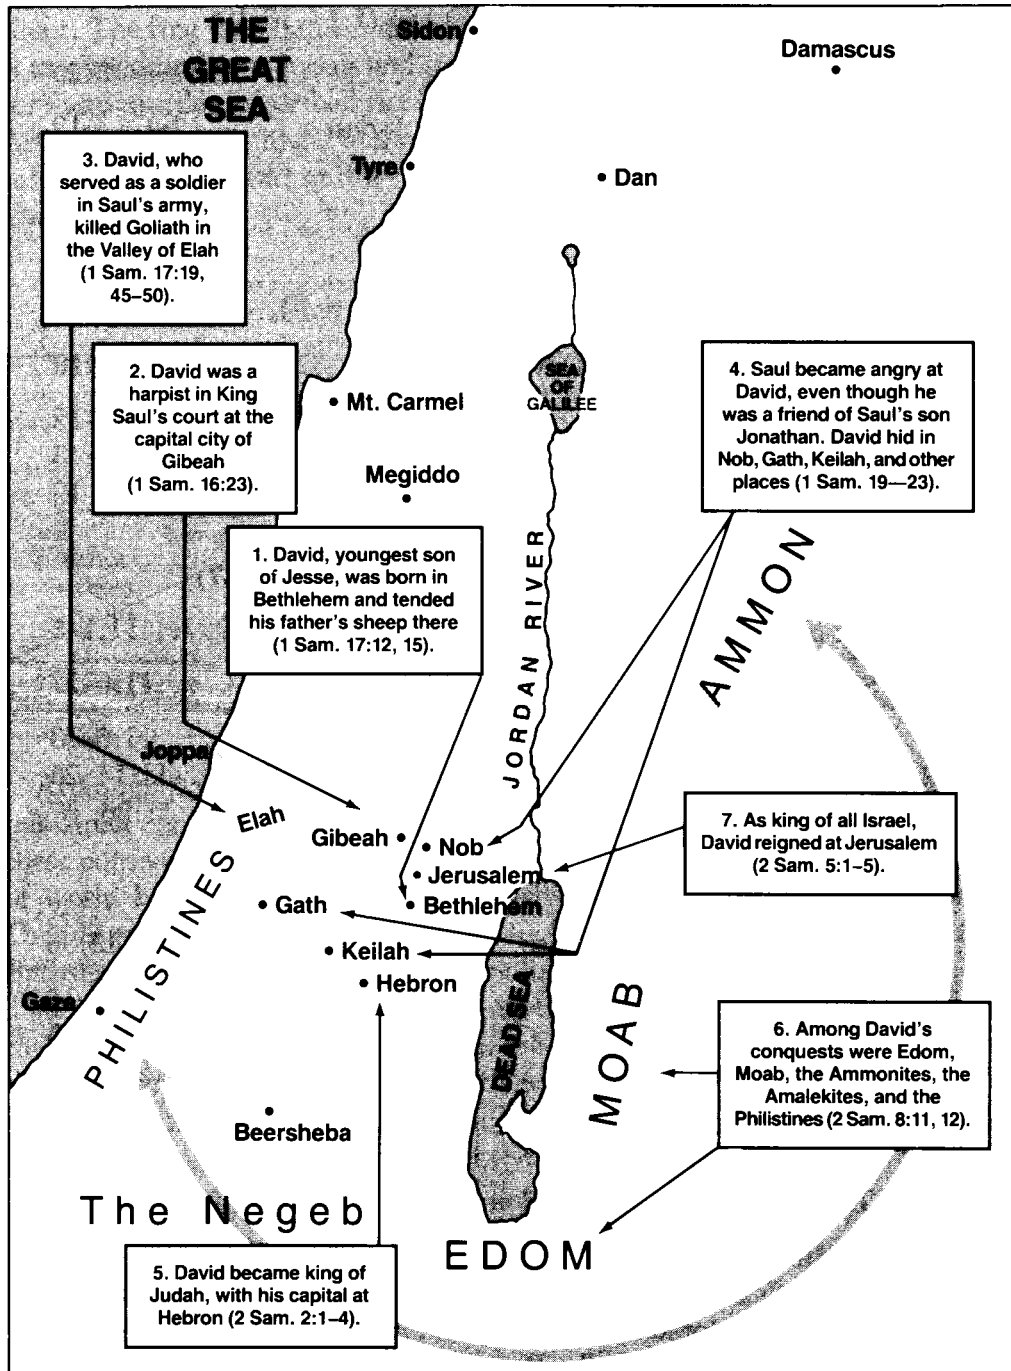 THE
GREAT
SEA
Sidon
Damascus
3. David, who
served as a soldier
in Saul's army,
killed Goliath in
the Valley of Elah
(1 Sam. 17:19,
45–50).
Tyre
Dan
2. David was a
harpist in King
Saul's court at the
capital city of
Gibeah
(1 Sam. 16:23).
Mt. Carmel
SEA
OF
GALILEE
4. Saul became angry at
David, even though he
was a friend of Saul's son
Jonathan. David hid in
Nob, Gath, Keilah, and other
places (1 Sam. 19—23).
Megiddo
1. David, youngest son
of Jesse, was born in
Bethlehem and tended
his father's sheep there
(1 Sam. 17:12, 15).
JORDAN RIVER
AMMON
Joppa
Elah
Gibeah
Nob
Jerusalem
Bethlehem
7. As king of all Israel,
David reigned at Jerusalem
(2 Sam. 5:1–5).
PHILISTINES
Gath
Keilah
Hebron
Gaza
DEAD SEA
MOAB
6. Among David's
conquests were Edom,
Moab, the Ammonites, the
Amalekites, and the
Philistines (2 Sam. 8:11, 12).
Beersheba
The Negeb
EDOM
5. David became king of
Judah, with his capital at
Hebron (2 Sam. 2:1–4).